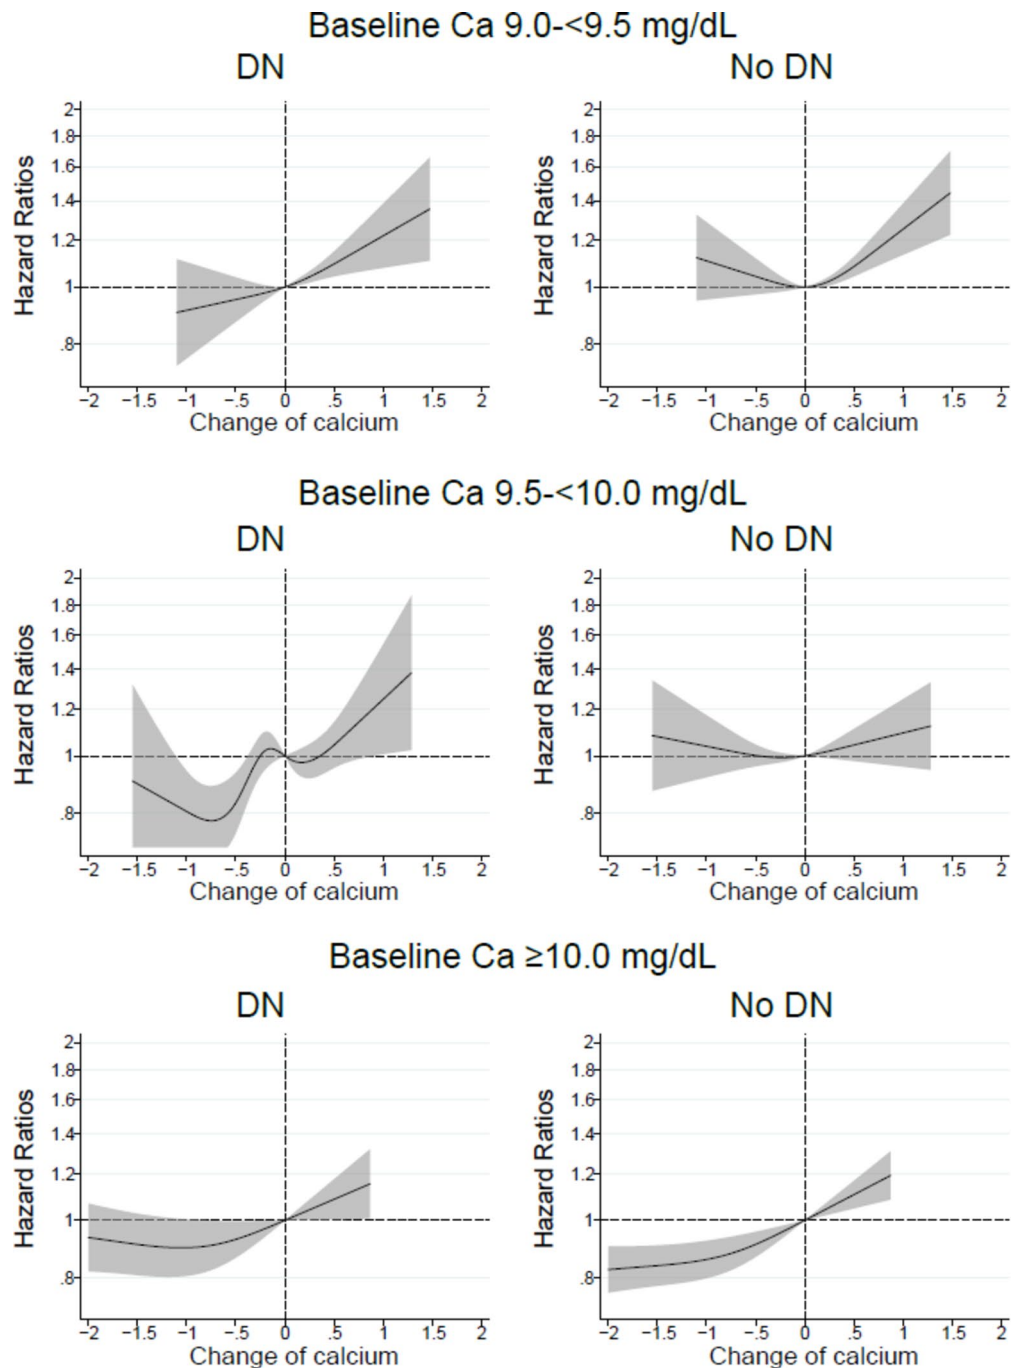 Baseline Ca 9.0-<9.5 mg/dL
DN
No DN
Hazard Ratios
2
1.8
1.6
1.4
1.2
1
.8
−2 −1.5 −1 −.5 0 .5 1 1.5 2
Change of calcium
Hazard Ratios
2
1.8
1.6
1.4
1.2
1
.8
−2 −1.5 −1 −.5 0 .5 1 1.5 2
Change of calcium
Baseline Ca 9.5-<10.0 mg/dL
DN
No DN
Hazard Ratios
2
1.8
1.6
1.4
1.2
1
.8
−2 −1.5 −1 −.5 0 .5 1 1.5 2
Change of calcium
Hazard Ratios
2
1.8
1.6
1.4
1.2
1
.8
−2 −1.5 −1 −.5 0 .5 1 1.5 2
Change of calcium
Baseline Ca ≥10.0 mg/dL
DN
No DN
Hazard Ratios
2
1.8
1.6
1.4
1.2
1
.8
−2 −1.5 −1 −.5 0 .5 1 1.5 2
Change of calcium
Hazard Ratios
2
1.8
1.6
1.4
1.2
1
.8
−2 −1.5 −1 −.5 0 .5 1 1.5 2
Change of calcium